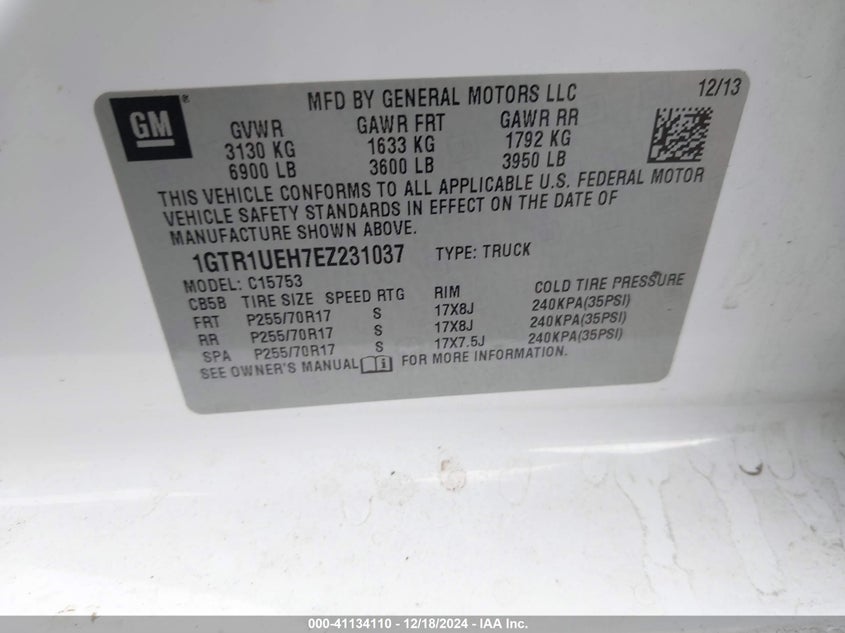 GM ®
MFD BY GENERAL MOTORS LLC 12/13
GVWR GAWR FRT GAWR RR
3130 KG 1633 KG 1792 KG
6900 LB 3600 LB 3950 LB
THIS VEHICLE CONFORMS TO ALL APPLICABLE U.S. FEDERAL MOTOR
VEHICLE SAFETY STANDARDS IN EFFECT ON THE DATE OF
MANUFACTURE SHOWN ABOVE.
1GTR1UEH7EZ231037 TYPE: TRUCK
MODEL: C15753
CB5B TIRE SIZE SPEED RTG RIM COLD TIRE PRESSURE
FRT P255/70R17 S 17X8J 240KPA(35PSI)
RR P255/70R17 S 17X8J 240KPA(35PSI)
SPA P255/70R17 S 17X7.5J 240KPA(35PSI)
SEE OWNER'S MANUAL i FOR MORE INFORMATION.
000-41134110 - 12/18/2024 - IAA Inc.